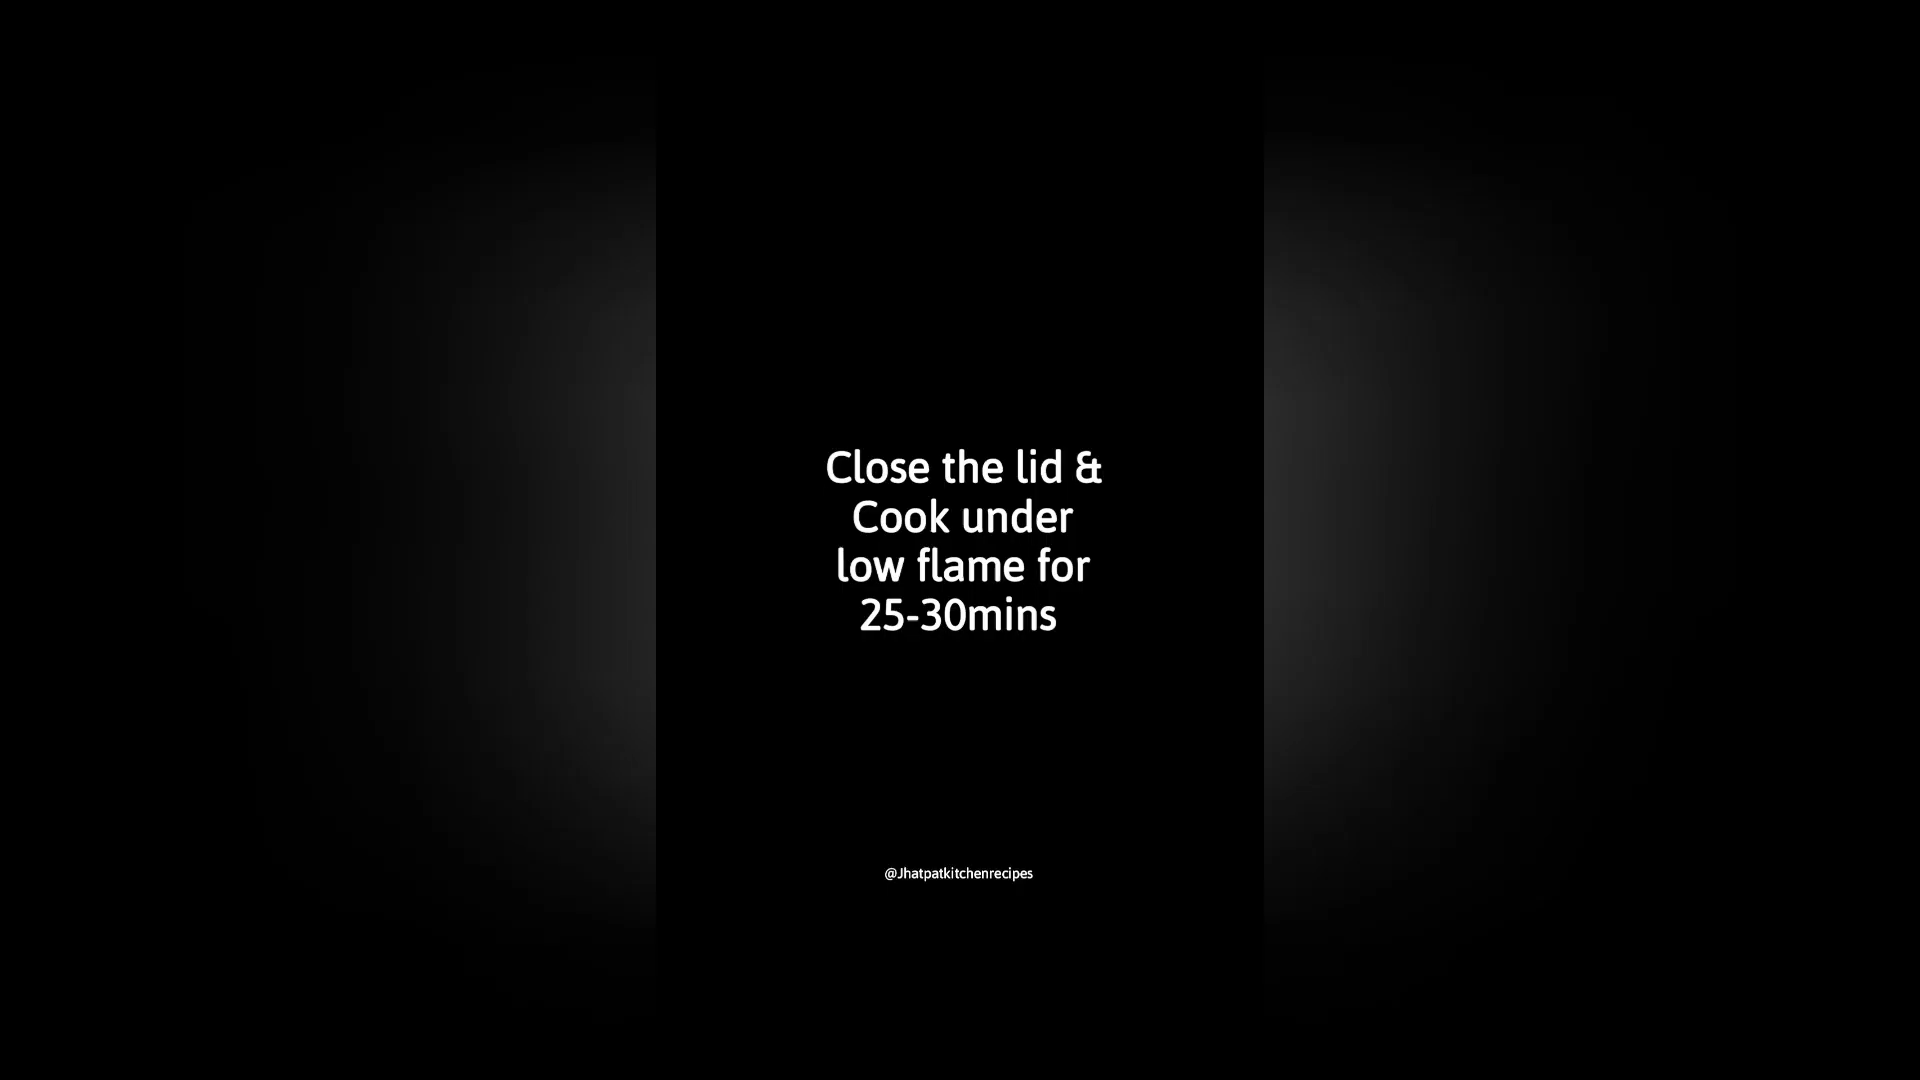 Close the lid &
Cook under
low flame for
25-30mins
@Jhatpatkitchenrecipes